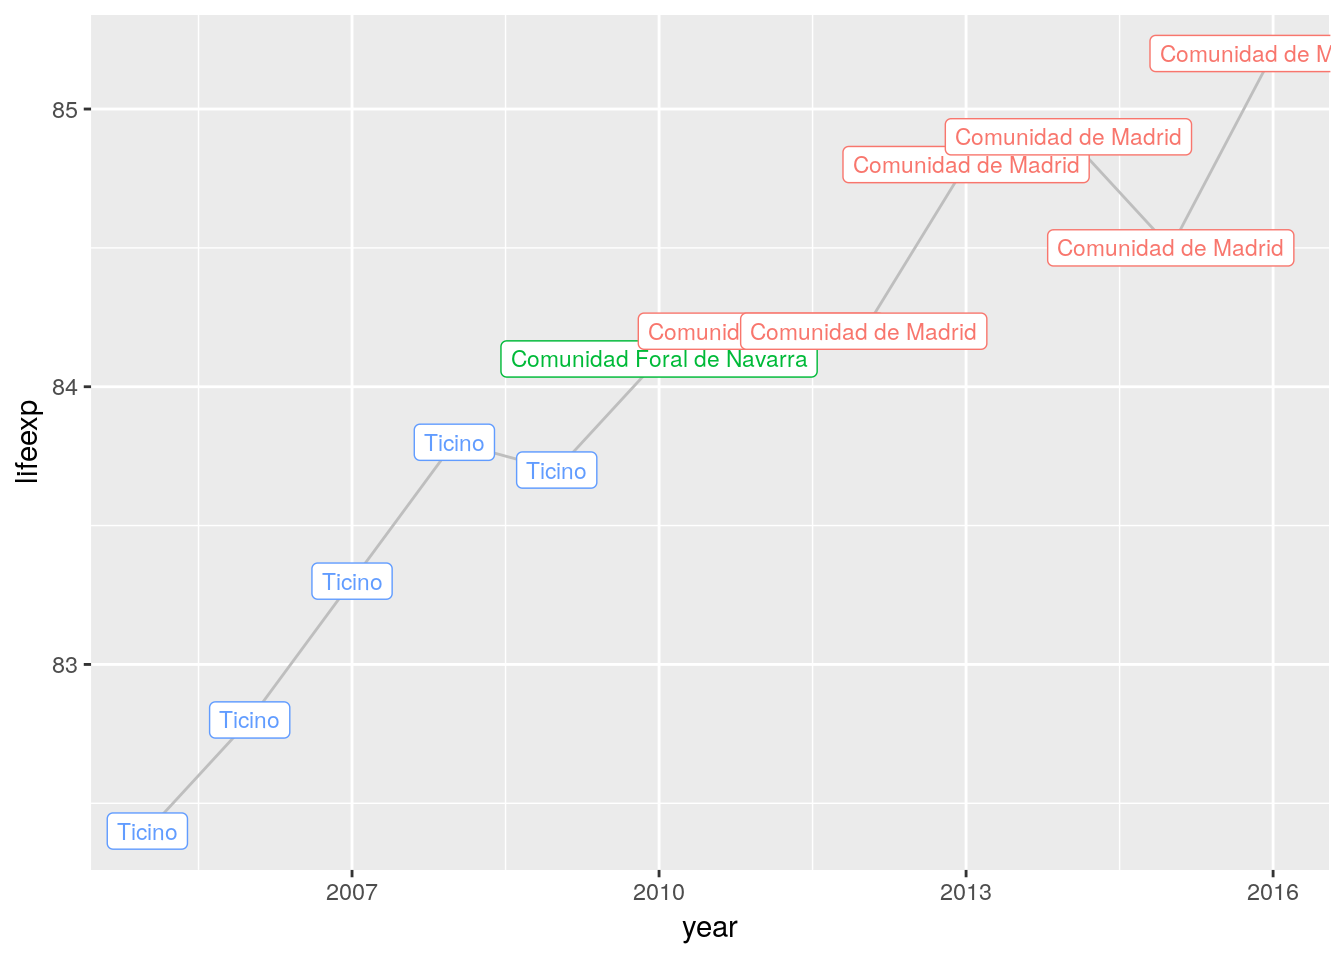 Comunidad de M
85
Comunidad de Madrid
Comunidad de Madrid
Comunidad de Madrid
Comunid
Comunidad de Madrid
Comunidad Foral de Navarra
84
Ticino
Ticino
lifeexp
Ticino
83
Ticino
Ticino
2007
2010
2013
2016
year